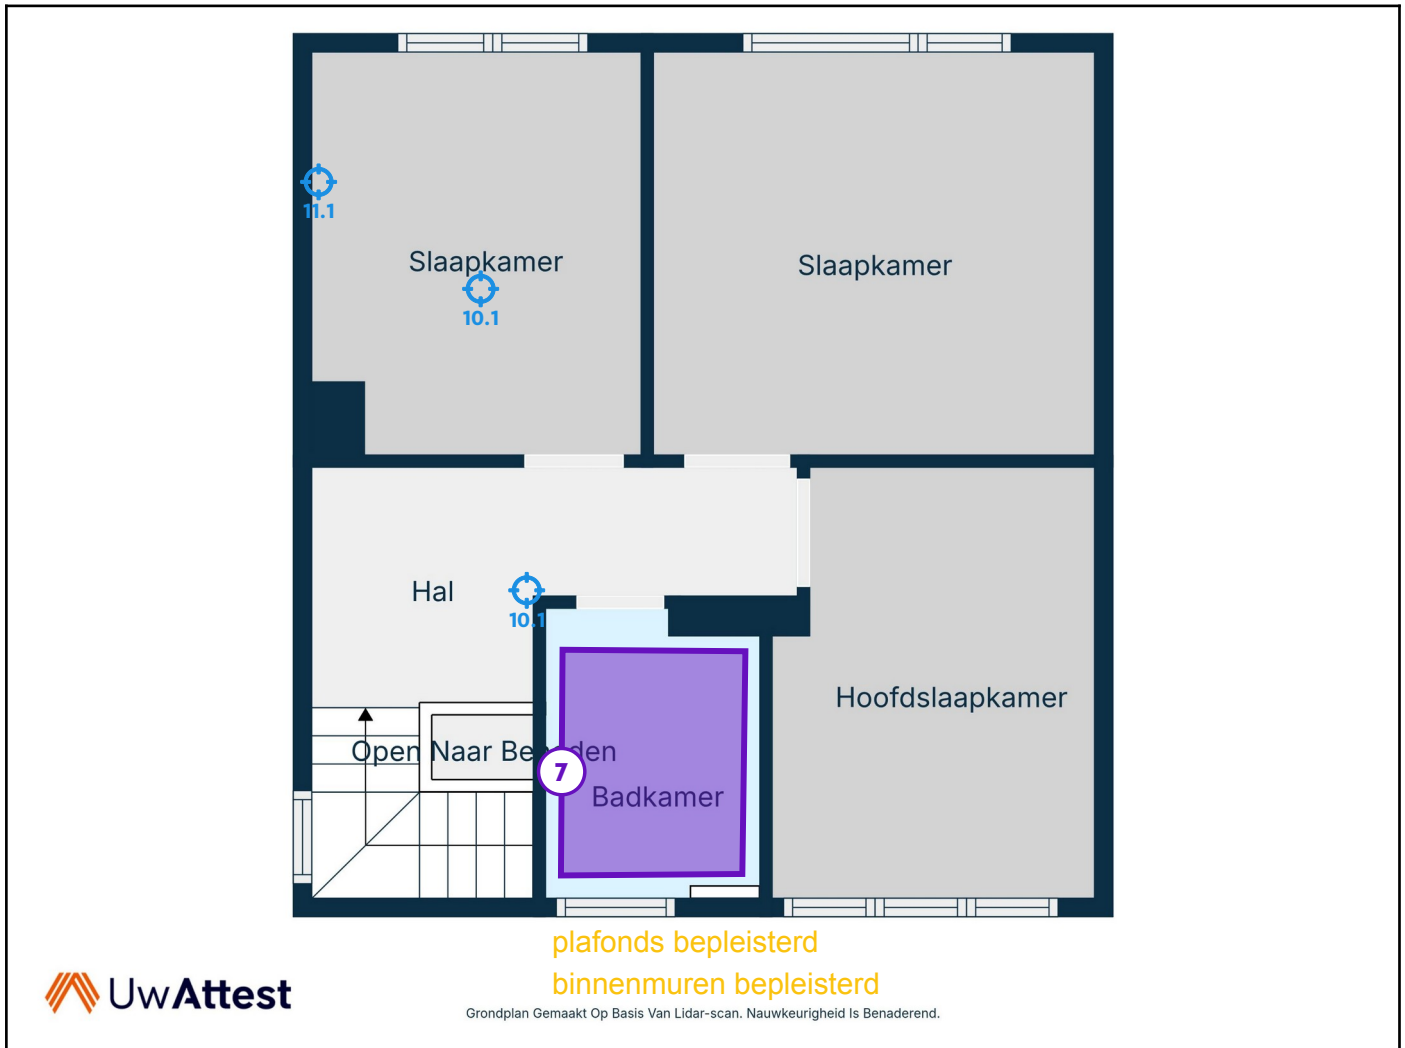 11.1
Slaapkamer
10.1
Slaapkamer
Hal
10.1
Hoofdslaapkamer
Open Naar Beneden
7
Badkamer
plafonds bepleisterd
binnenmuren bepleisterd
UwAttest
Grondplan Gemaakt Op Basis Van Lidar-scan. Nauwkeurigheid Is Benaderend.